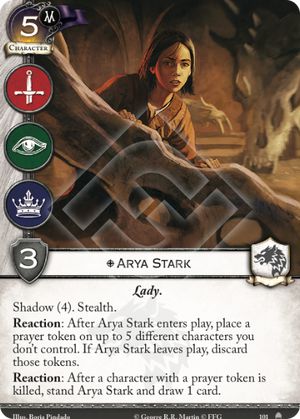 5
CHARACTER
3
ARYA STARK
Lady.
Shadow (4). Stealth.
Reaction: After Arya Stark enters play, place a
prayer token on up to 5 different characters you
don't control. If Arya Stark leaves play, discard
those tokens.
Reaction: After a character with a prayer token is
killed, stand Arya Stark and draw 1 card.
Illus. Borja Pindado © George R.R. Martin © FFG 101